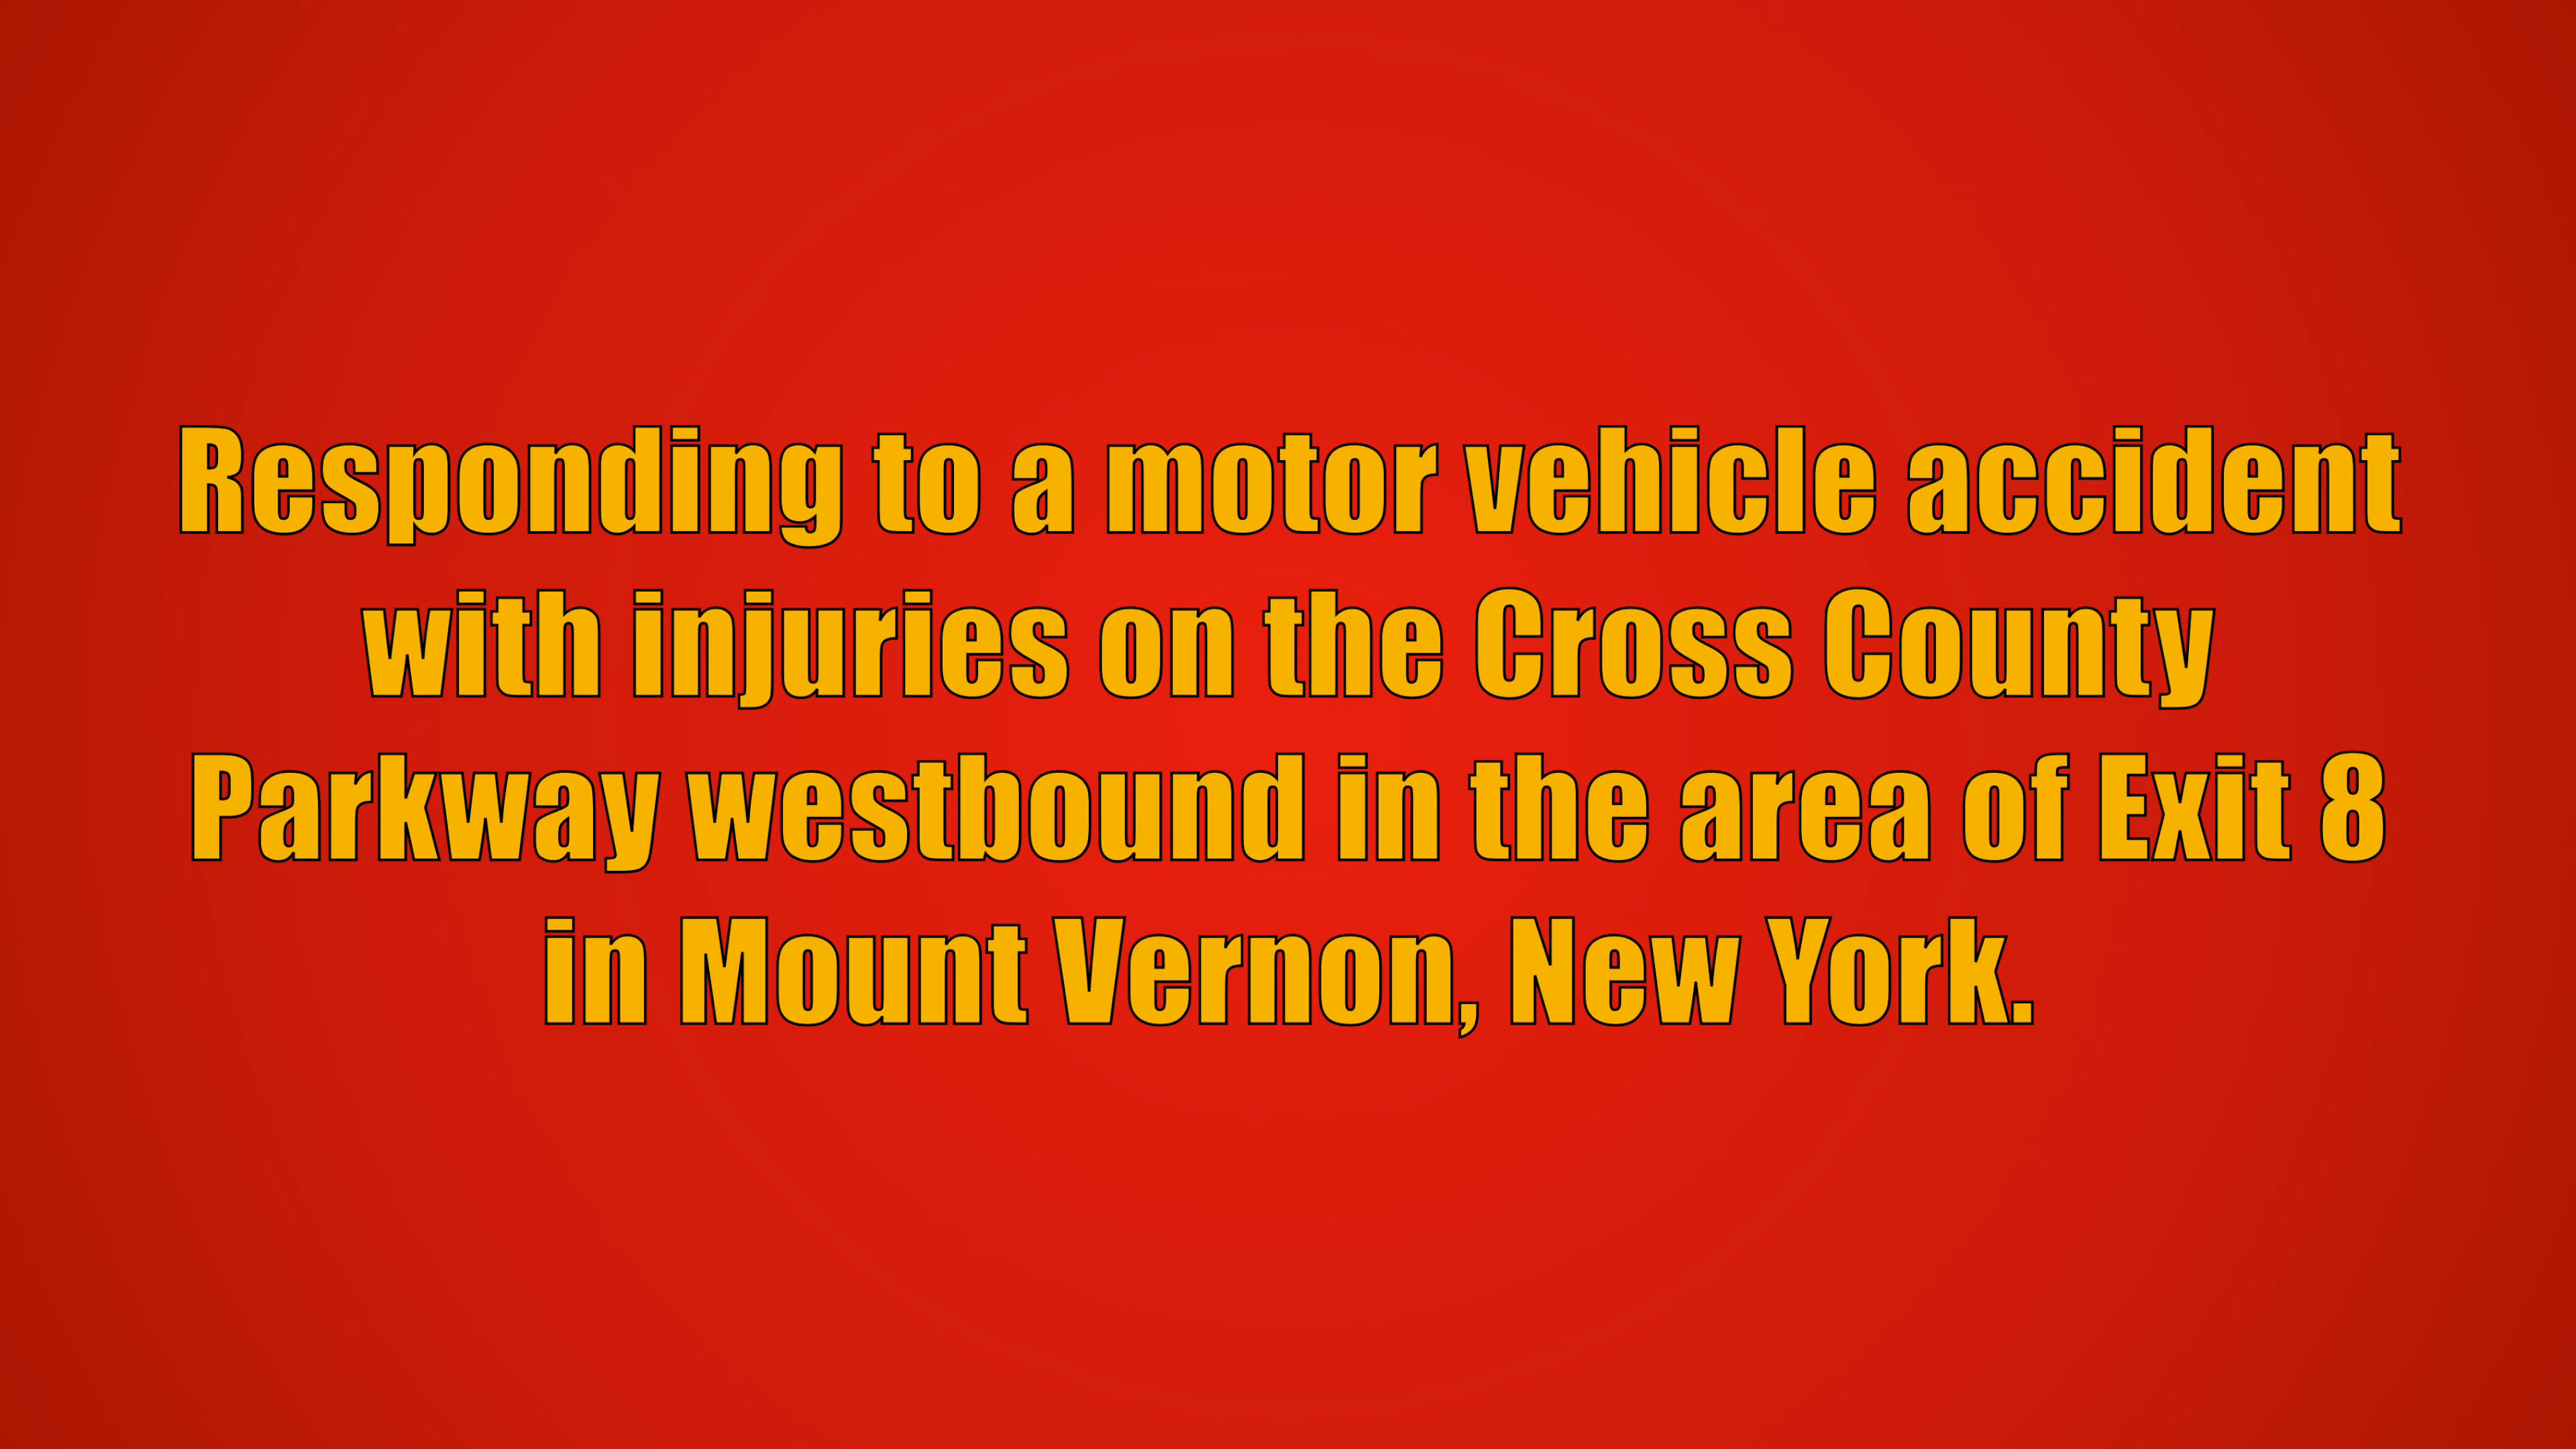 Responding to a motor vehicle accident
with injuries on the Cross County
Parkway westbound in the area of Exit 8
in Mount Vernon, New York.